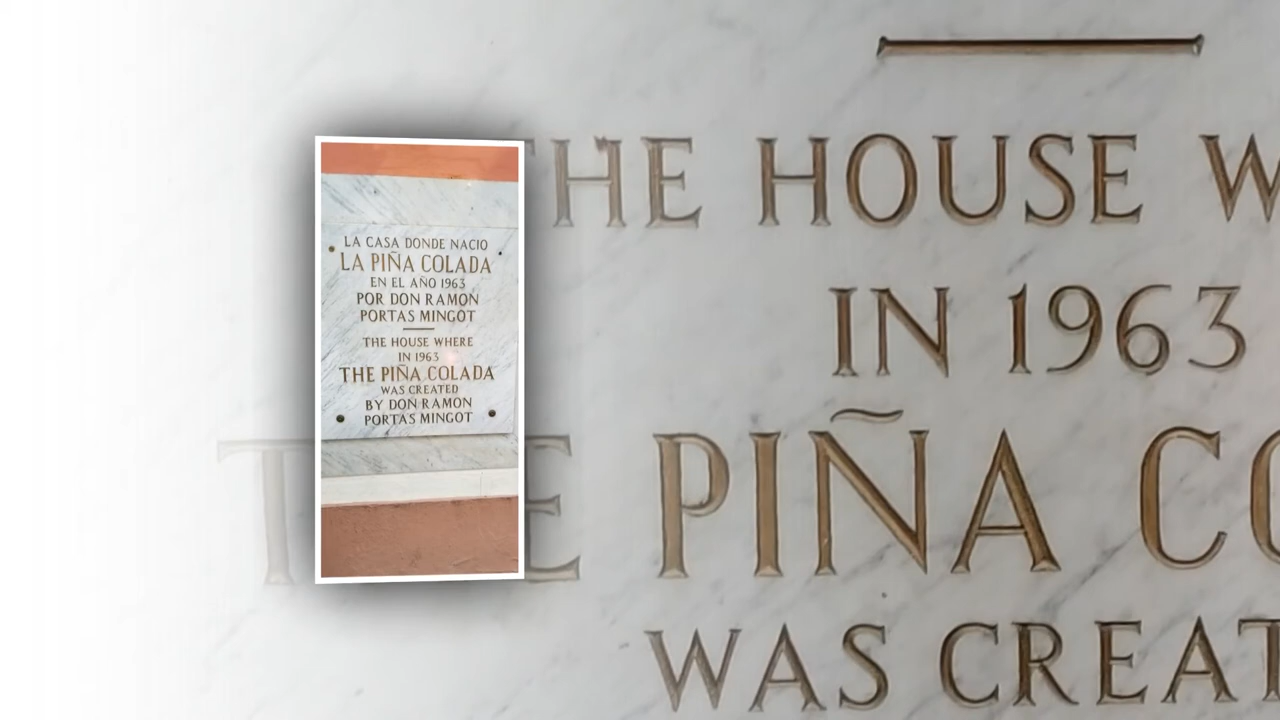 LA CASA DONDE NACIO
LA PIÑA COLADA
EN EL AÑO 1963
POR DON RAMON
PORTAS MINGOT
THE HOUSE WHERE
IN 1963
THE PIÑA COLADA
WAS CREATED
BY DON RAMON
PORTAS MINGOT
THE HOUSE W
IN 1963
THE PIÑA CO
WAS CREAT